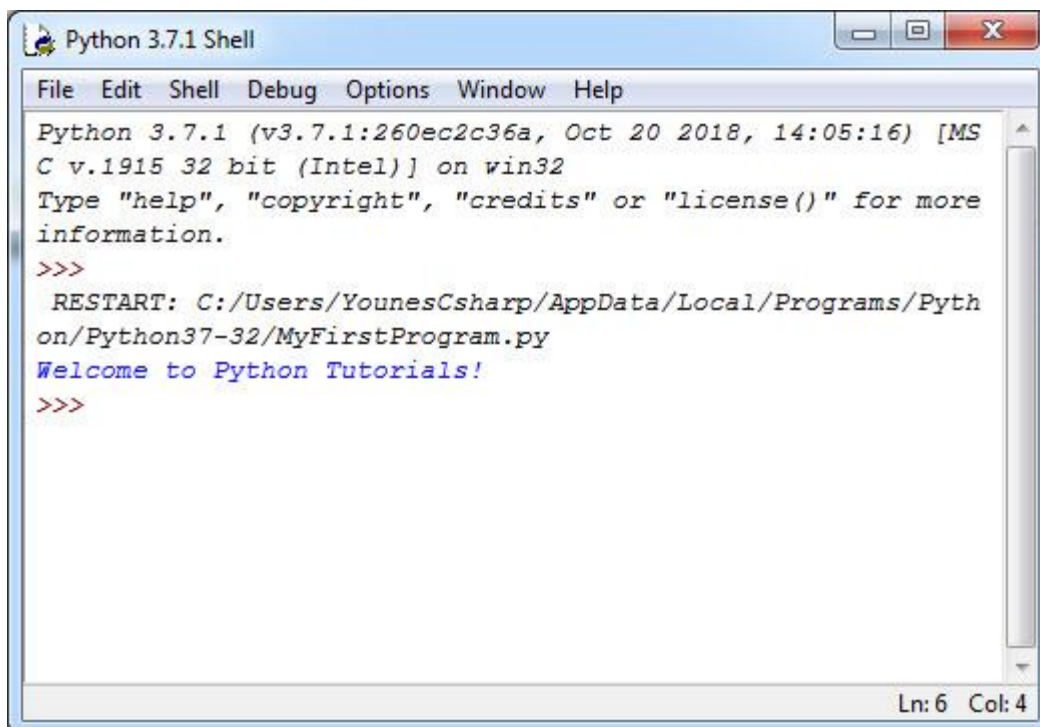 Python 3.7.1 Shell
File Edit Shell Debug Options Window Help
Python 3.7.1 (v3.7.1:260ec2c36a, Oct 20 2018, 14:05:16) [MS
C v.1915 32 bit (Intel)] on win32
Type "help", "copyright", "credits" or "license()" for more
information.
>>>
RESTART: C:/Users/YounesCsharp/AppData/Local/Programs/Pyth
on/Python37-32/MyFirstProgram.py
Welcome to Python Tutorials!
>>>
Ln: 6 Col: 4